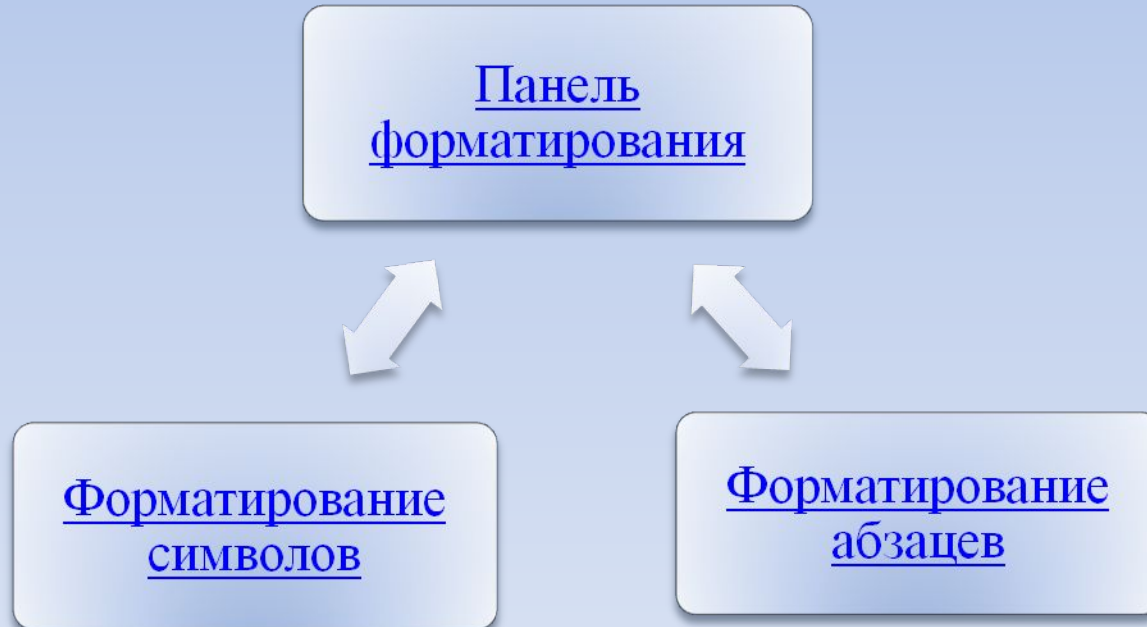 Панель
форматирования
Форматирование
символов
Форматирование
абзацев